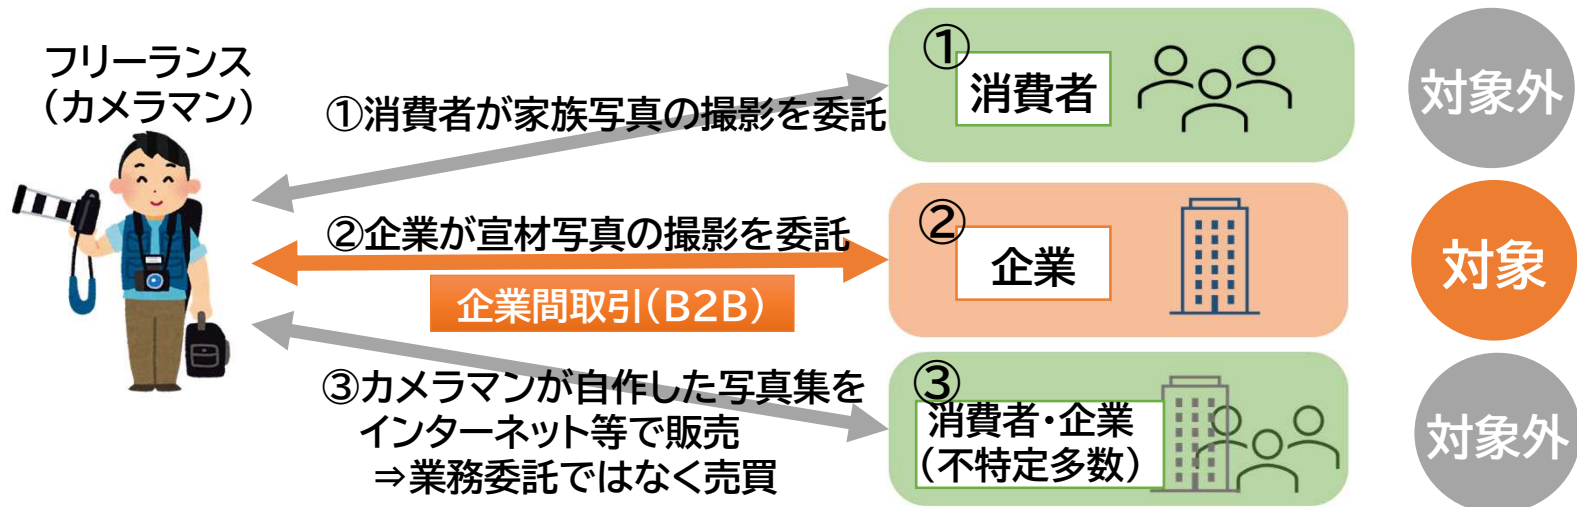 フリーランス
（カメラマン）
①消費者が家族写真の撮影を委託
①
消費者
対象外
②企業が宣材写真の撮影を委託
企業間取引（B2B）
②
企業
対象
③カメラマンが自作した写真集を
インターネット等で販売
⇒業務委託ではなく売買
③
消費者・企業
（不特定多数）
対象外